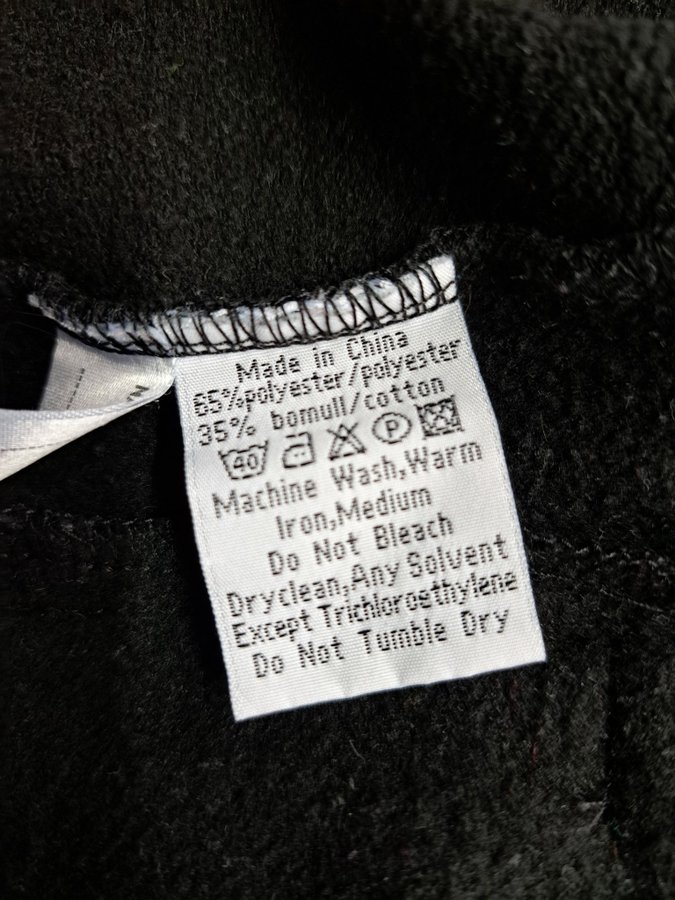 Made in China
65%polyester/polyester
35% bomull/cotton
40 P
Machine Wash,Warm
Iron,Medium
Do Not Bleach
Dryclean,Any Solvent
Except Trichloroethylene
Do Not Tumble Dry